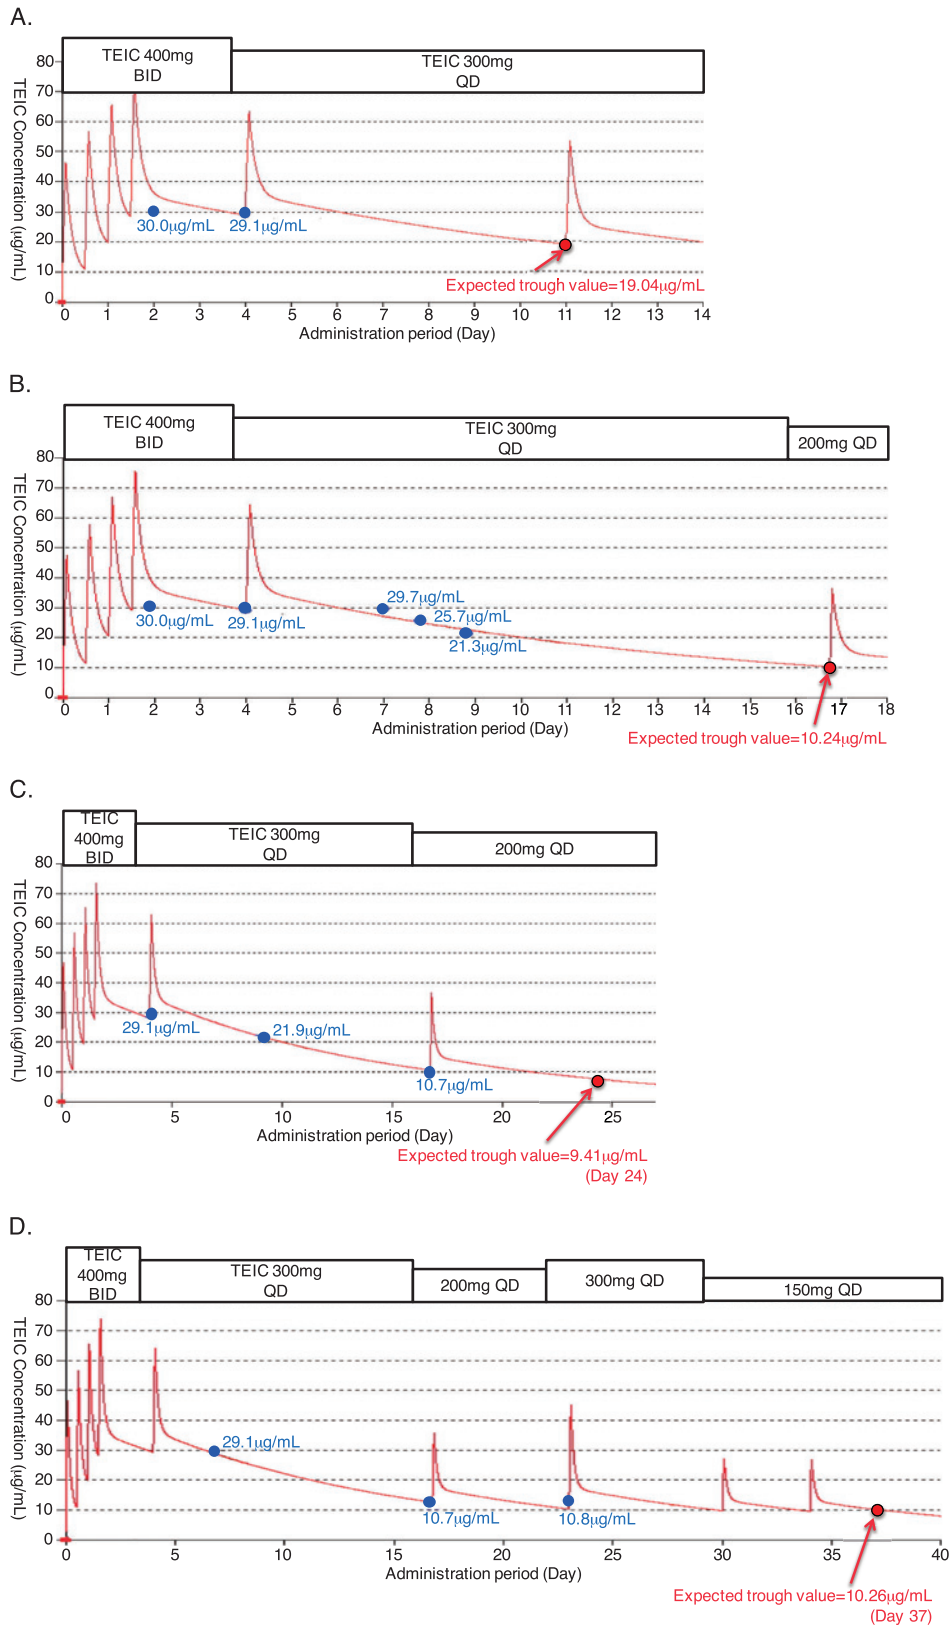 A.
TEIC 400mg
BID
TEIC 300mg
QD
TEIC Concentration (μg/mL)
80
70
60
50
40
30
20
10
0
30.0μg/mL
29.1μg/mL
Expected trough value=19.04μg/mL
0 1 2 3 4 5 6 7 8 9 10 11 12 13 14
Administration period (Day)
B.
TEIC 400mg
BID
TEIC 300mg
QD
200mg QD
TEIC Concentration (μg/mL)
80
70
60
50
40
30
20
10
0
30.0μg/mL
29.1μg/mL
29.7μg/mL
25.7μg/mL
21.3μg/mL
0 1 2 3 4 5 6 7 8 9 10 11 12 13 14 15 16 17 18
Administration period (Day)
Expected trough value=10.24μg/mL
C.
TEIC
400mg
BID
TEIC 300mg
QD
200mg QD
TEIC Concentration (μg/mL)
80
70
60
50
40
30
20
10
0
29.1μg/mL
21.9μg/mL
10.7μg/mL
0 5 10 15 20 25
Administration period (Day)
Expected trough value=9.41μg/mL
(Day 24)
D.
TEIC
400mg
BID
TEIC 300mg
QD
200mg QD
300mg QD
150mg QD
TEIC Concentration (μg/mL)
80
70
60
50
40
30
20
10
0
29.1μg/mL
10.7μg/mL
10.8μg/mL
0 5 10 15 20 25 30 35 40
Administration period (Day)
Expected trough value=10.26μg/mL
(Day 37)